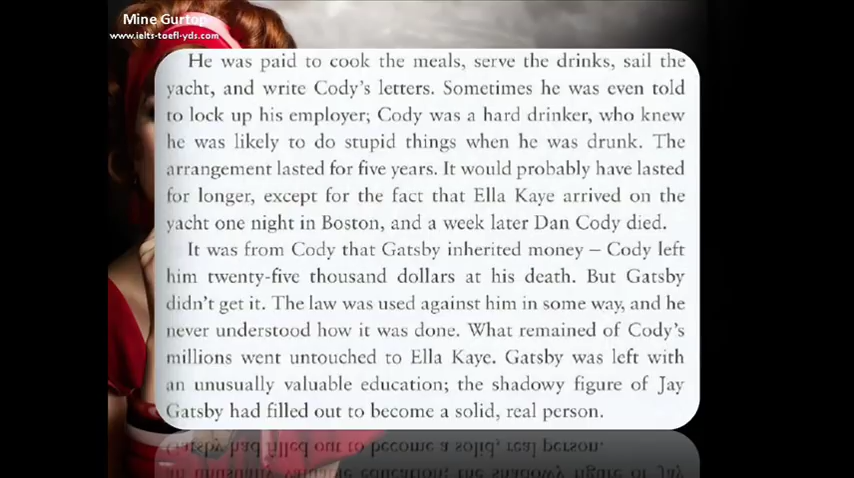 Mine Gurtop
www.ielts-toefl-yds.com
He was paid to cook the meals, serve the drinks, sail the
yacht, and write Cody's letters. Sometimes he was even told
to lock up his employer; Cody was a hard drinker, who knew
he was likely to do stupid things when he was drunk. The
arrangement lasted for five years. It would probably have lasted
for longer, except for the fact that Ella Kaye arrived on the
yacht one night in Boston, and a week later Dan Cody died.
It was from Cody that Gatsby inherited money – Cody left
him twenty-five thousand dollars at his death. But Gatsby
didn't get it. The law was used against him in some way, and he
never understood how it was done. What remained of Cody's
millions went untouched to Ella Kaye. Gatsby was left with
an unusually valuable education; the shadowy figure of Jay
Gatsby had filled out to become a solid, real person.